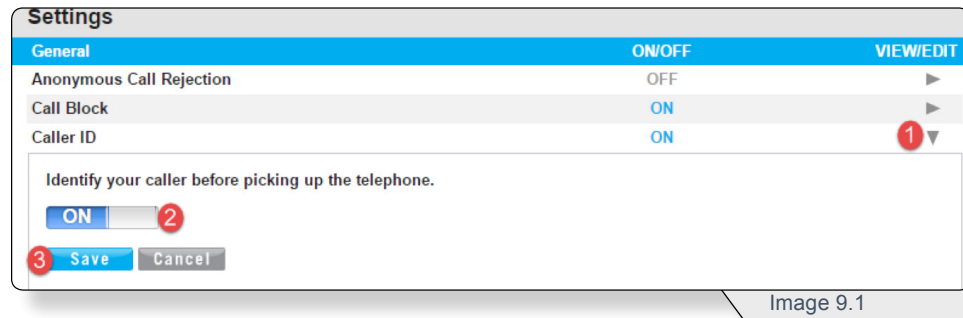 Settings
General ON/OFF VIEW/EDIT
Anonymous Call Rejection OFF
Call Block ON
Caller ID ON 1
Identify your caller before picking up the telephone.
ON 2
3 Save Cancel
Image 9.1